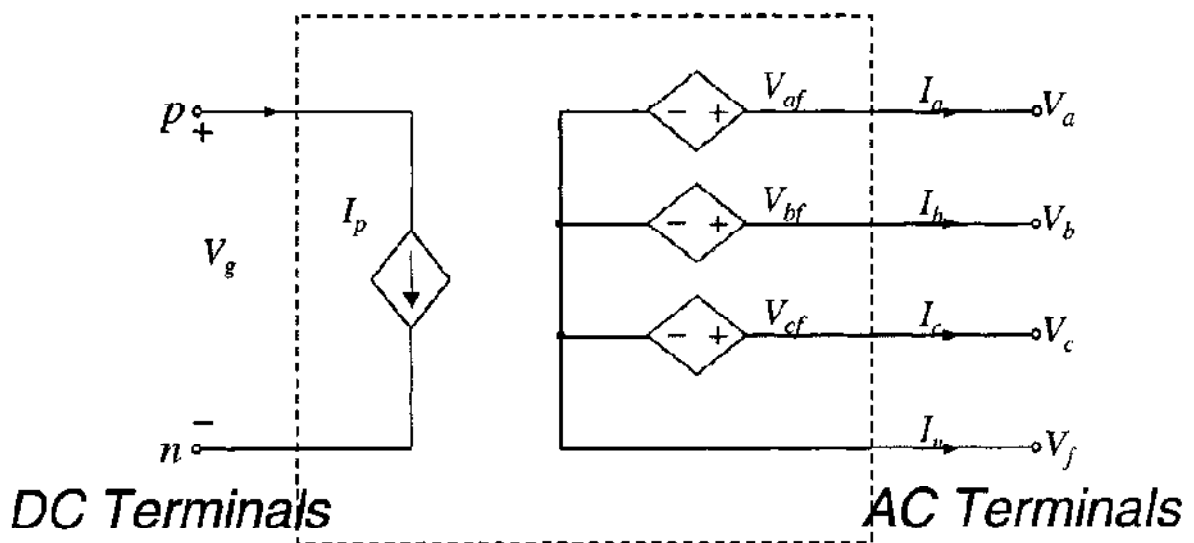 V_af I_a
p V_a
+
I_p V_bf I_b
V_g V_b
V_cf I_c
V_c
−
n I_n V_f
DC Terminals AC Terminals
− +
− +
− +